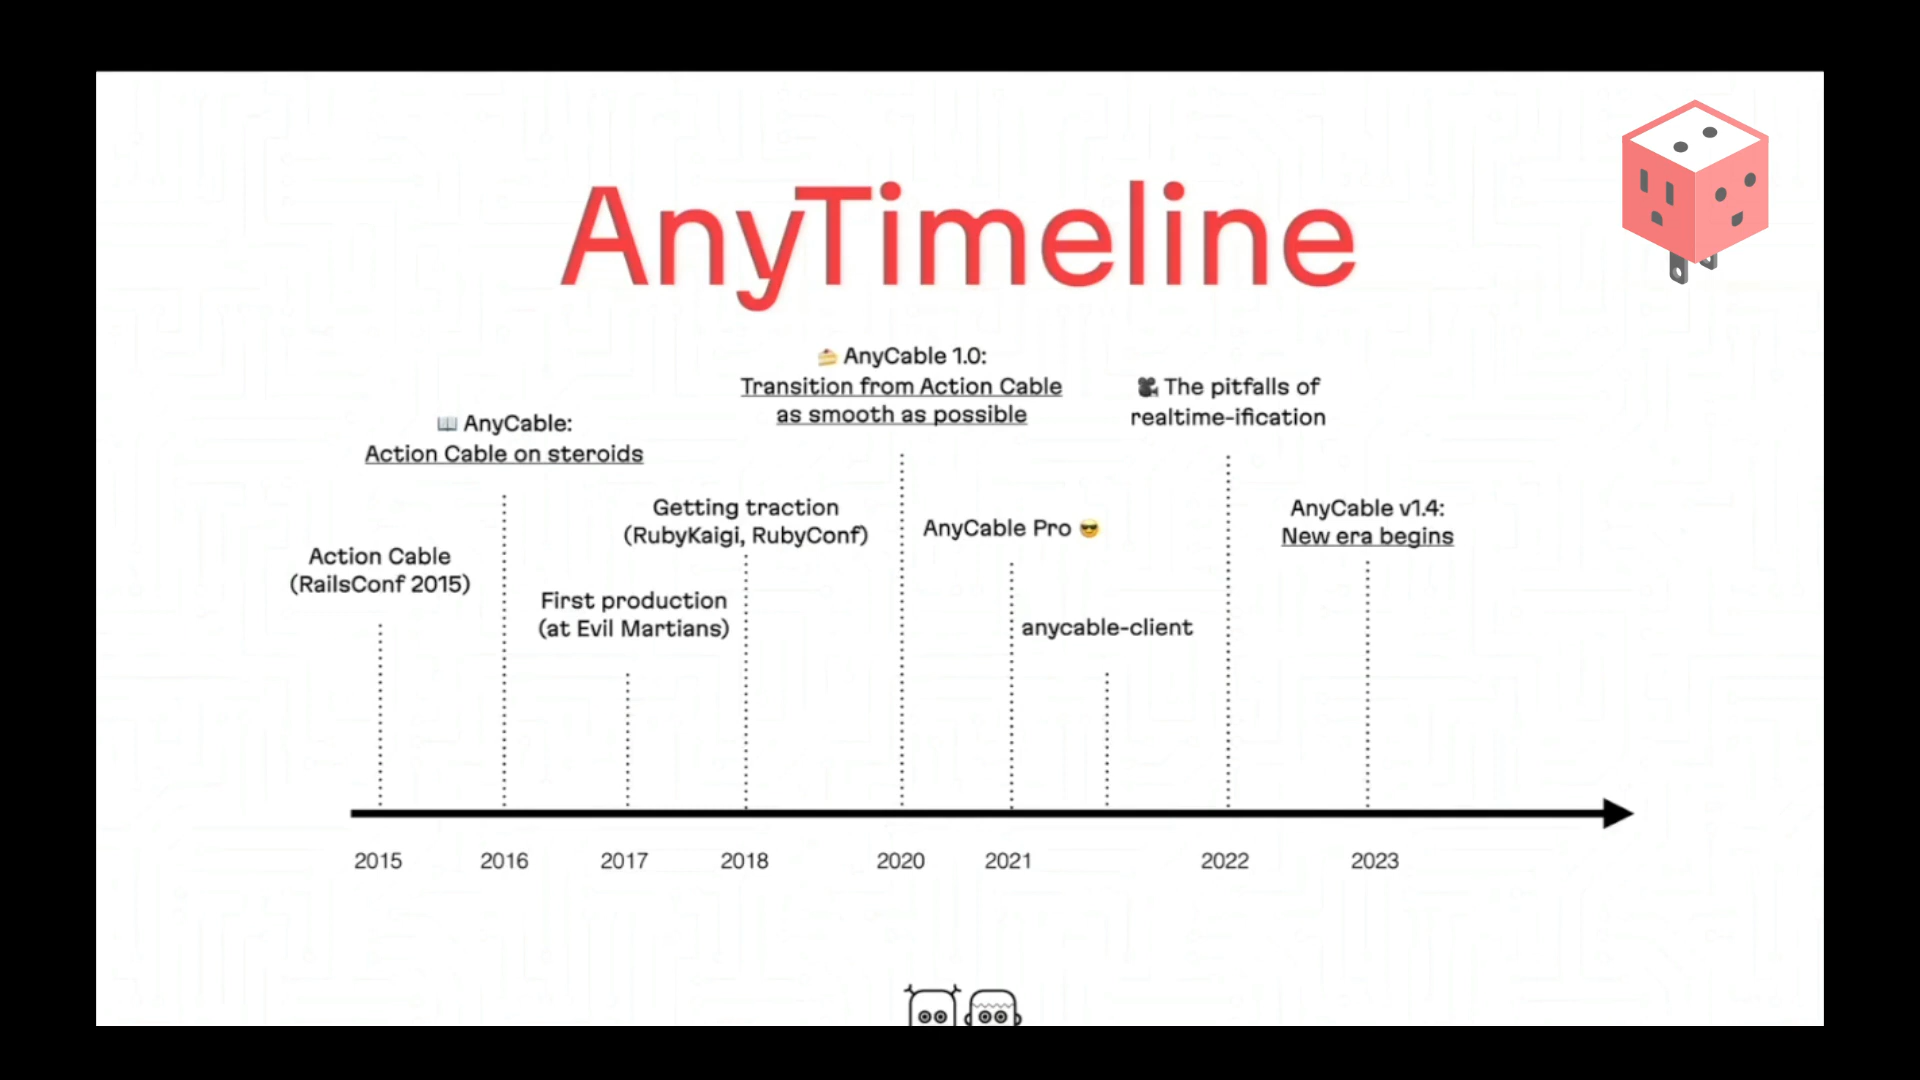 AnyTimeline
🍰 AnyCable 1.0:
Transition from Action Cable
as smooth as possible
🎥 The pitfalls of
realtime-ification
📖 AnyCable:
Action Cable on steroids
Getting traction
(RubyKaigi, RubyConf)
AnyCable Pro 😎
AnyCable v1.4:
New era begins
Action Cable
(RailsConf 2015)
First production
(at Evil Martians)
anycable-client
2015 2016 2017 2018 2020 2021 2022 2023